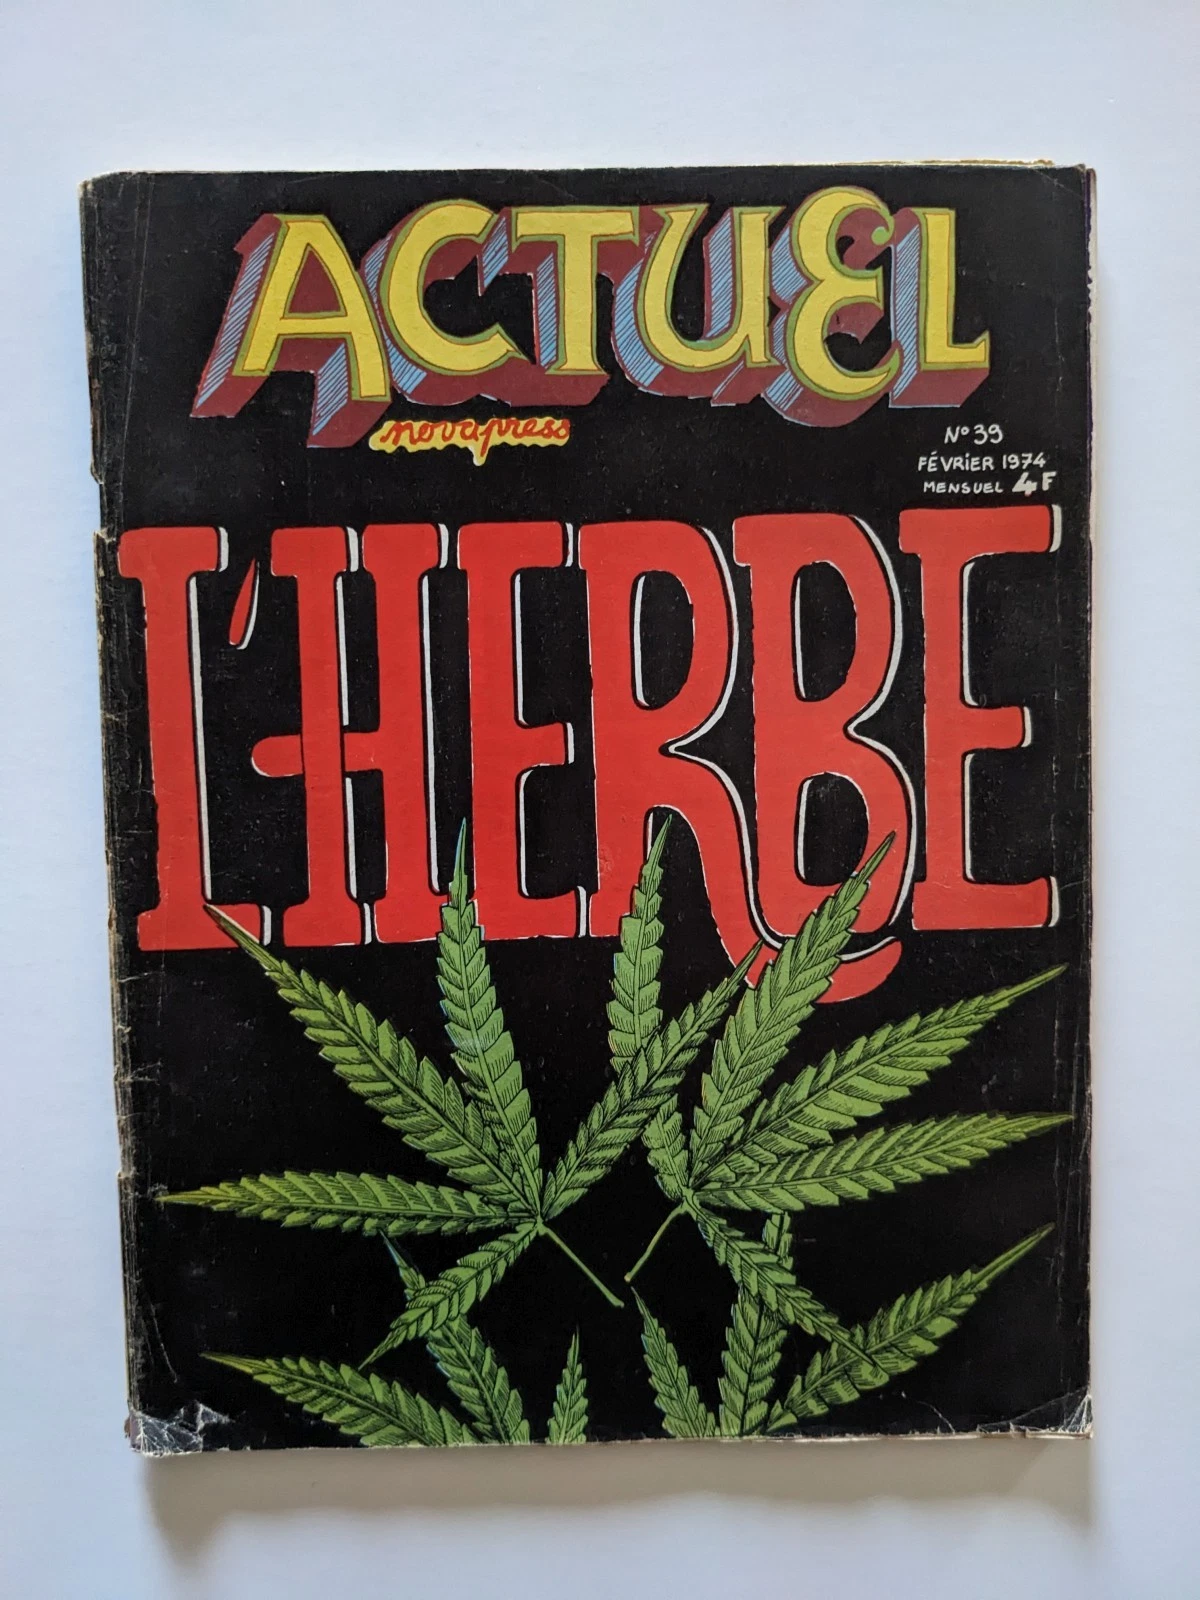 ACTUEL
novapress
N° 39
FÉVRIER 1974
MENSUEL 4F
L'HERBE